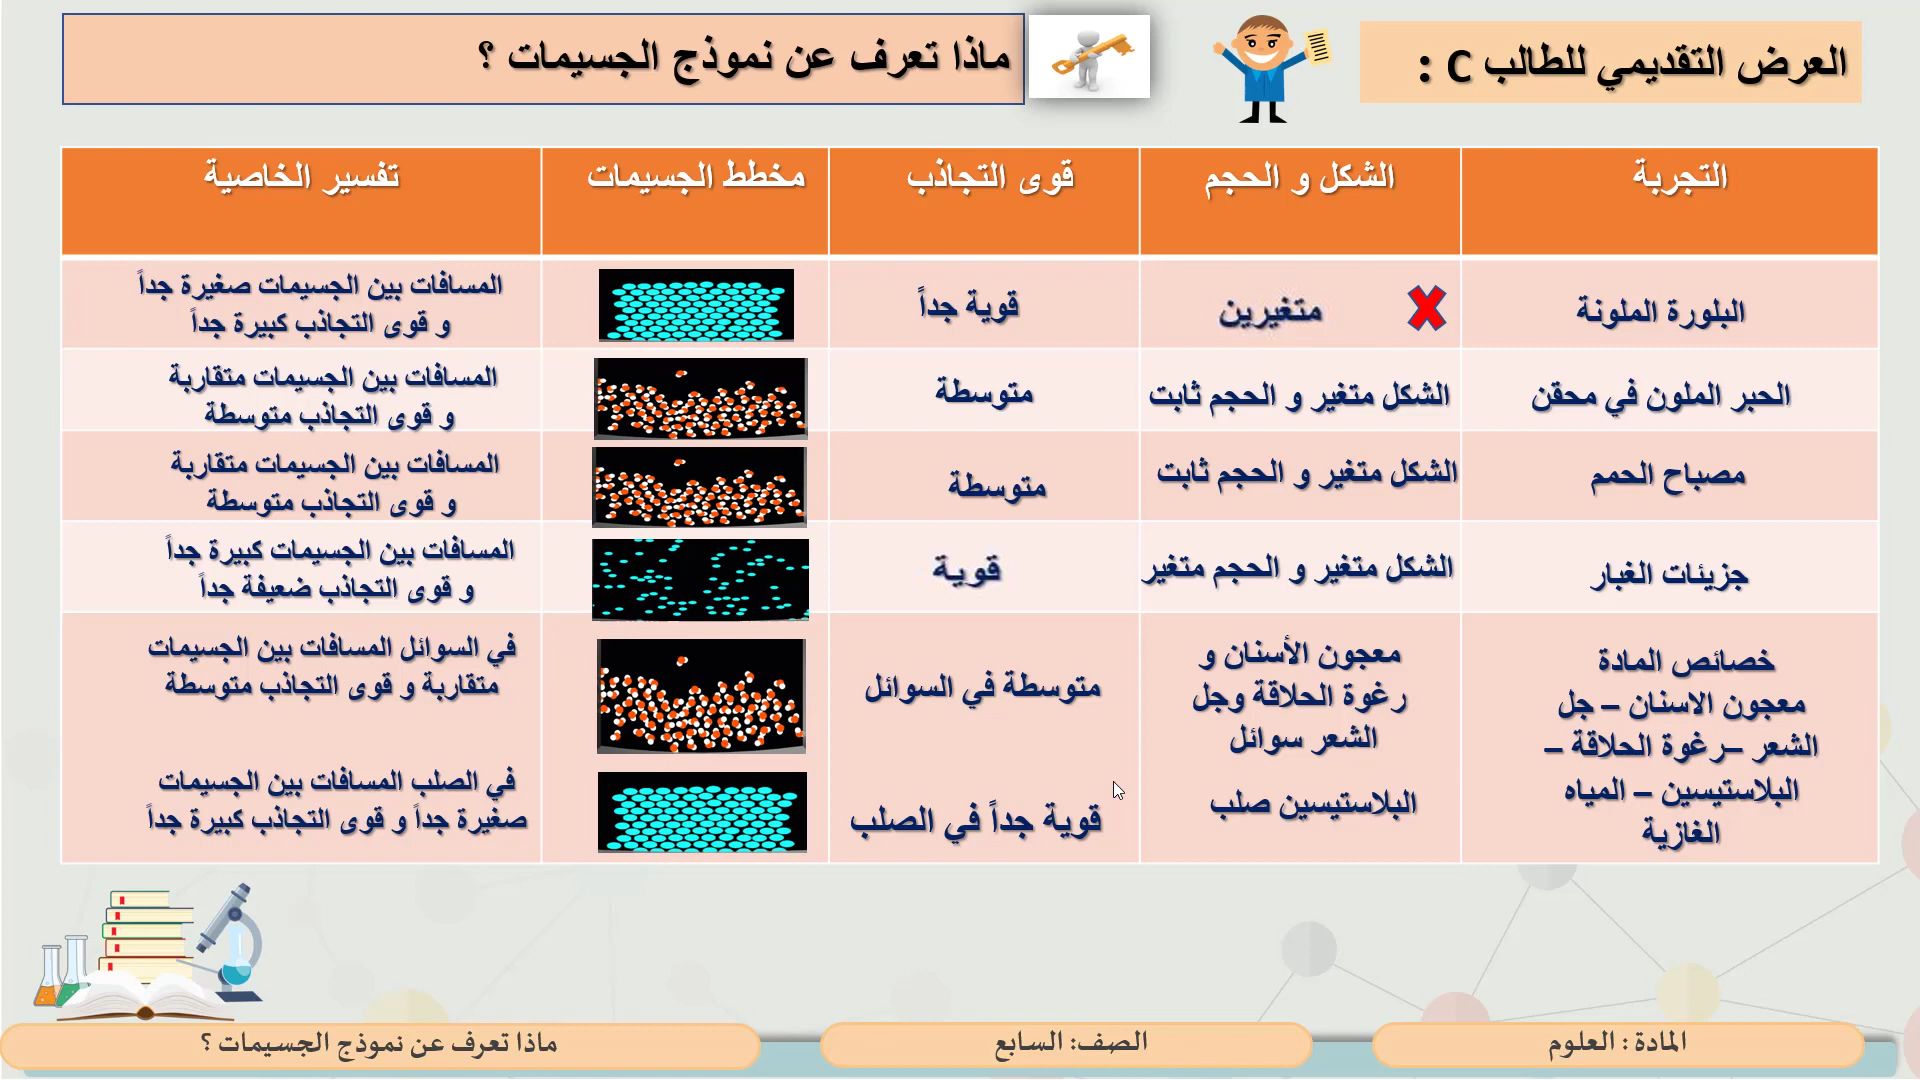 العرض التقديمي للطالب C :
ماذا تعرف عن نموذج الجسيمات ؟
التجربة
الشكل و الحجم
قوى التجاذب
مخطط الجسيمات
تفسير الخاصية
البلورة الملونة
متغيرين
قوية جداً
المسافات بين الجسيمات صغيرة جداً
و قوى التجاذب كبيرة جداً
الحبر الملون في محقن
الشكل متغير و الحجم ثابت
متوسطة
المسافات بين الجسيمات متقاربة
و قوى التجاذب متوسطة
مصباح الحمم
الشكل متغير و الحجم ثابت
متوسطة
المسافات بين الجسيمات متقاربة
و قوى التجاذب متوسطة
جزيئات الغبار
الشكل متغير و الحجم متغير
قوية
المسافات بين الجسيمات كبيرة جداً
و قوى التجاذب ضعيفة جداً
خصائص المادة
معجون الاسنان – جل
الشعر –رغوة الحلاقة –
البلاستيسين – المياه
الغازية
معجون الأسنان و
رغوة الحلاقة وجل
الشعر سوائل
البلاستيسين صلب
متوسطة في السوائل
قوية جداً في الصلب
في السوائل المسافات بين الجسيمات
متقاربة و قوى التجاذب متوسطة
في الصلب المسافات بين الجسيمات
صغيرة جداً و قوى التجاذب كبيرة جداً
المادة : العلوم
الصف: السابع
ماذا تعرف عن نموذج الجسيمات ؟